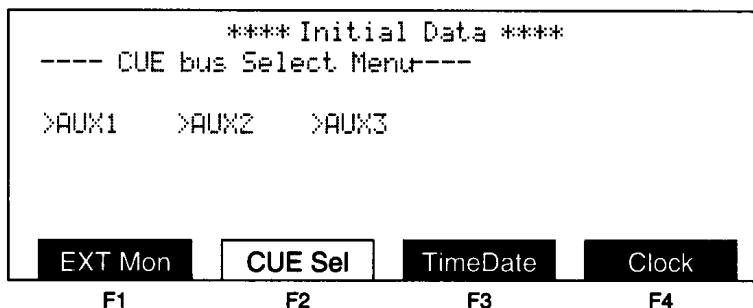 **** Initial Data ****
---- CUE bus Select Menu----
>AUX1 >AUX2 >AUX3
EXT Mon CUE Sel TimeDate Clock
F1 F2 F3 F4